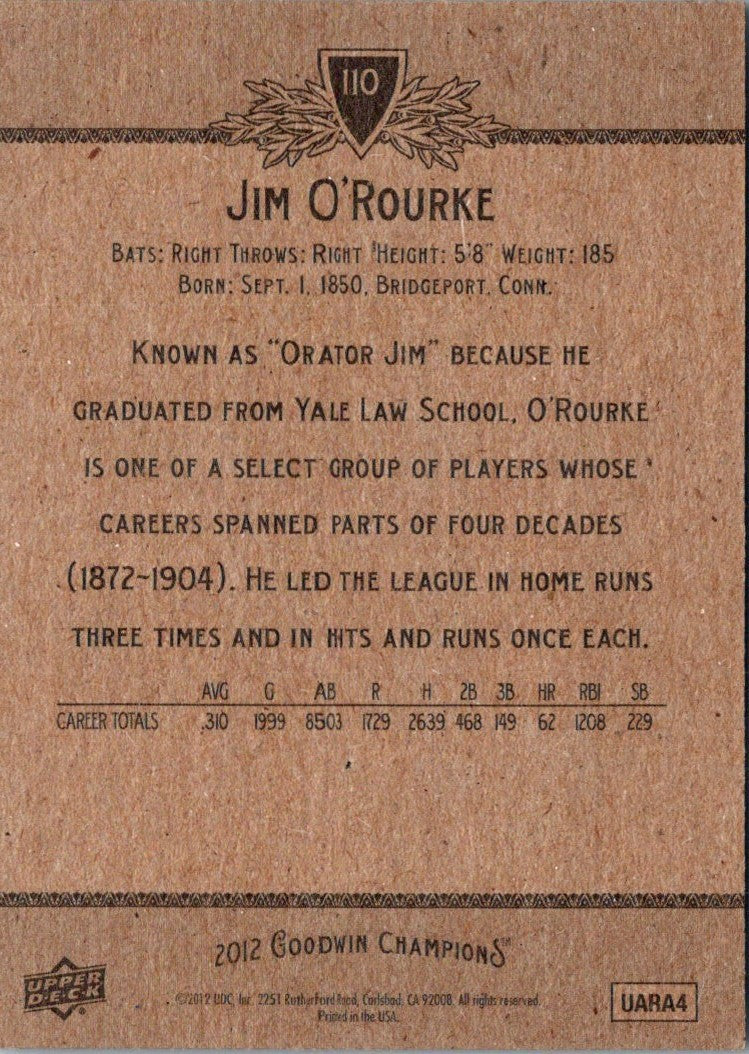 110
JIM O'ROURKE
BATS: RIGHT THROWS: RIGHT HEIGHT: 5'8" WEIGHT: 185
BORN: SEPT. 1, 1850, BRIDGEPORT, CONN.
KNOWN AS "ORATOR JIM" BECAUSE HE
GRADUATED FROM YALE LAW SCHOOL, O'ROURKE
IS ONE OF A SELECT GROUP OF PLAYERS WHOSE
CAREERS SPANNED PARTS OF FOUR DECADES
(1872~1904). HE LED THE LEAGUE IN HOME RUNS
THREE TIMES AND IN HITS AND RUNS ONCE EACH.
AVG G AB R H 2B 3B HR RBI SB
CAREER TOTALS .310 1999 8503 1729 2639 468 149 62 1208 229
2012 GOODWIN CHAMPIONS™
UPPER DECK®
©2012 UDC, Inc. 2251 Rutherford Road, Carlsbad, CA 92008. All rights reserved.
Printed in the USA.
UARA4